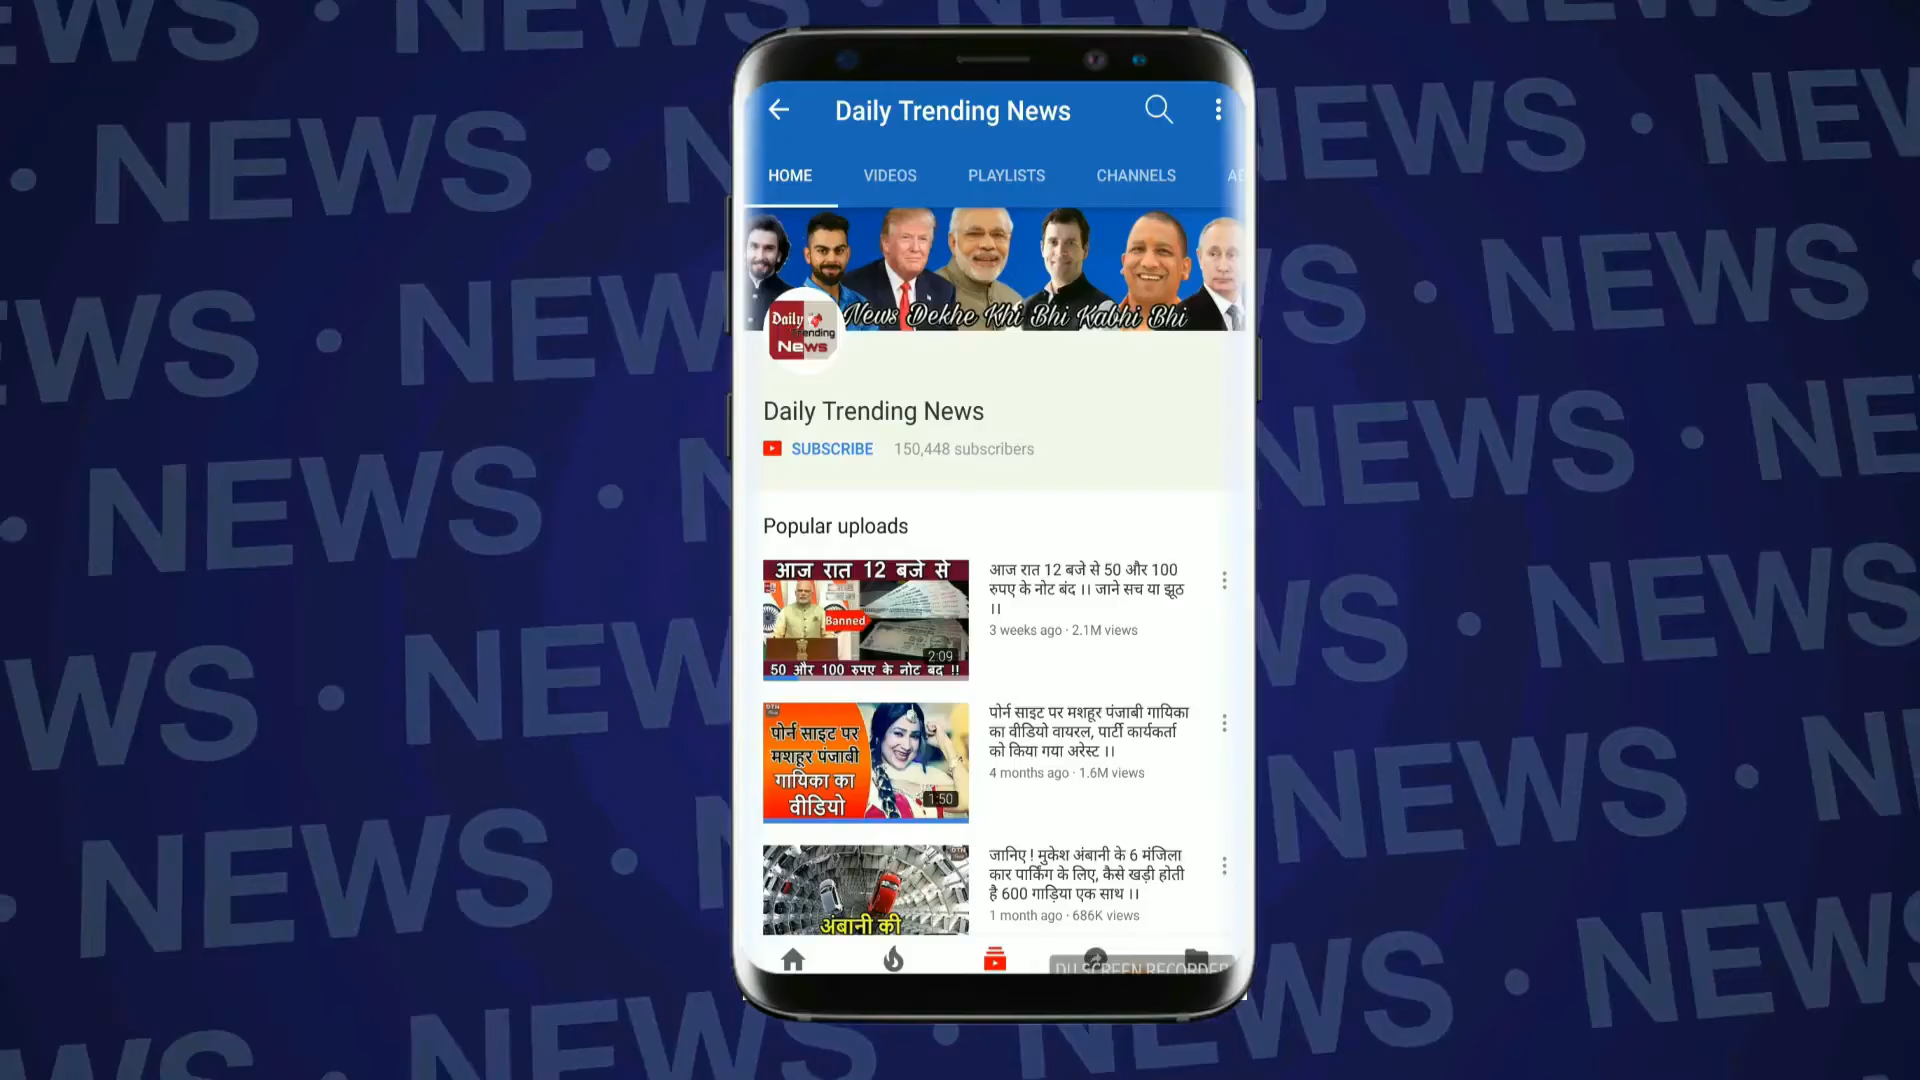 Daily Trending News
HOME VIDEOS PLAYLISTS CHANNELS
News Dekhe Khi Bhi Kabhi Bhi
Daily
Trending
News
Daily Trending News
SUBSCRIBE 150,448 subscribers
Popular uploads
आज रात 12 बजे से
Banned
2:09
50 और 100 रुपए के नोट बंद !!
आज रात 12 बजे से 50 और 100
रुपए के नोट बंद ।। जाने सच या झूठ
।।
3 weeks ago · 2.1M views
पोर्न साइट पर
मशहूर पंजाबी
गायिका का
वीडियो
1:50
पोर्न साइट पर मशहूर पंजाबी गायिका
का वीडियो वायरल, पार्टी कार्यकर्ता
को किया गया अरेस्ट ।।
4 months ago · 1.6M views
अंबानी की
जानिए ! मुकेश अंबानी के 6 मंजिला
कार पार्किंग के लिए, कैसे खड़ी होती
है 600 गाड़िया एक साथ ।।
1 month ago · 686K views
DU SCREEN RECORDER
NEWS · NEWS · NEWS